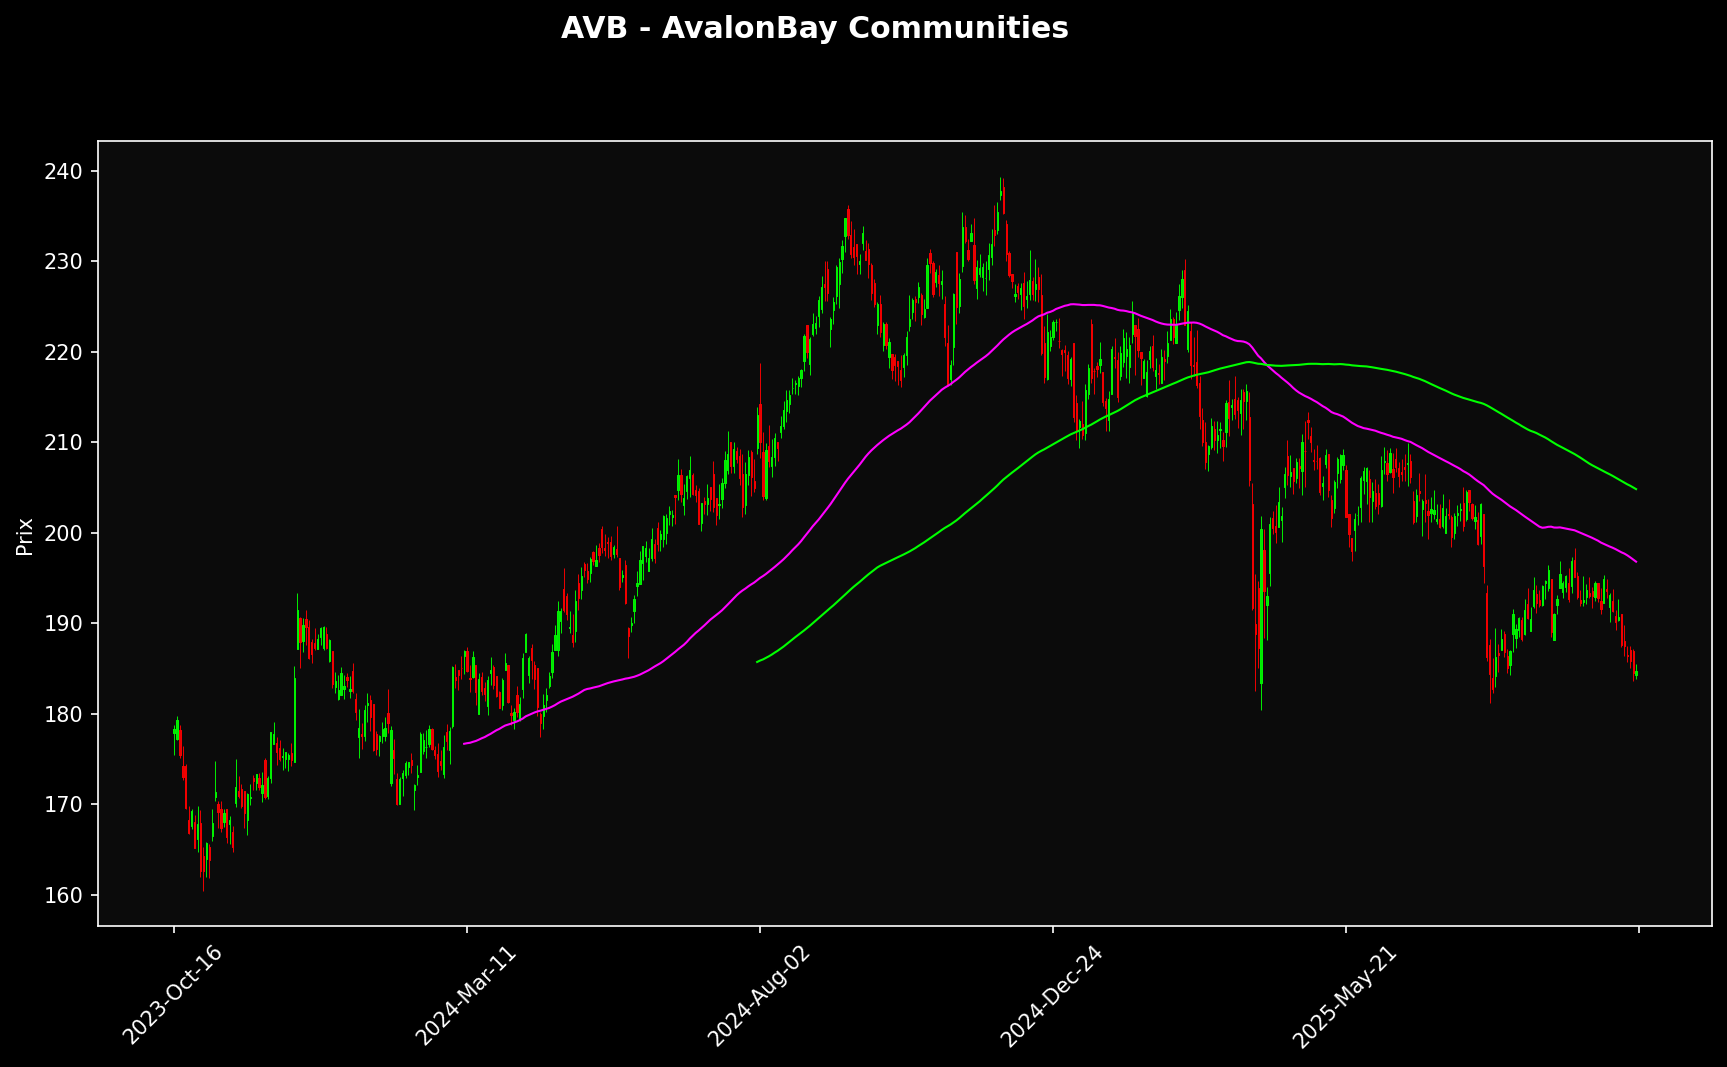 AVB - AvalonBay Communities
Prix
240
230
220
210
200
190
180
170
160
2023-Oct-16
2024-Mar-11
2024-Aug-02
2024-Dec-24
2025-May-21